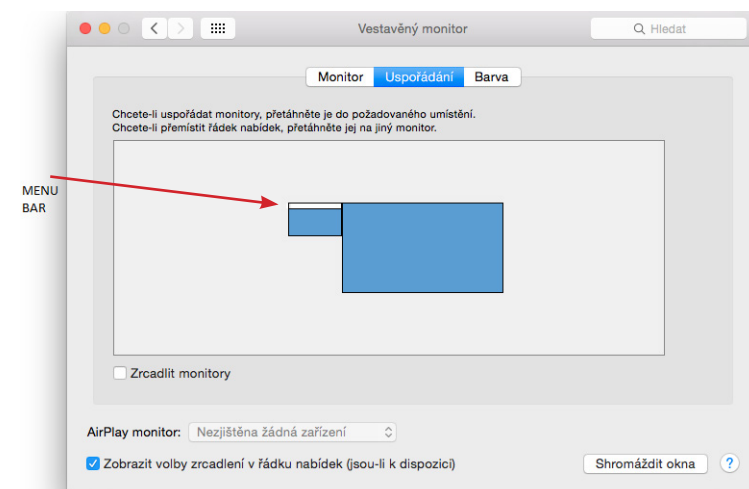 Vestavěný monitor
Hledat
Monitor Uspořádání Barva
Chcete-li uspořádat monitory, přetáhněte je do požadovaného umístění.
Chcete-li přemístit řádek nabídek, přetáhněte jej na jiný monitor.
MENU
BAR
Zrcadlit monitory
AirPlay monitor: Nezjištěna žádná zařízení
Zobrazit volby zrcadlení v řádku nabídek (jsou-li k dispozici)
Shromáždit okna ?